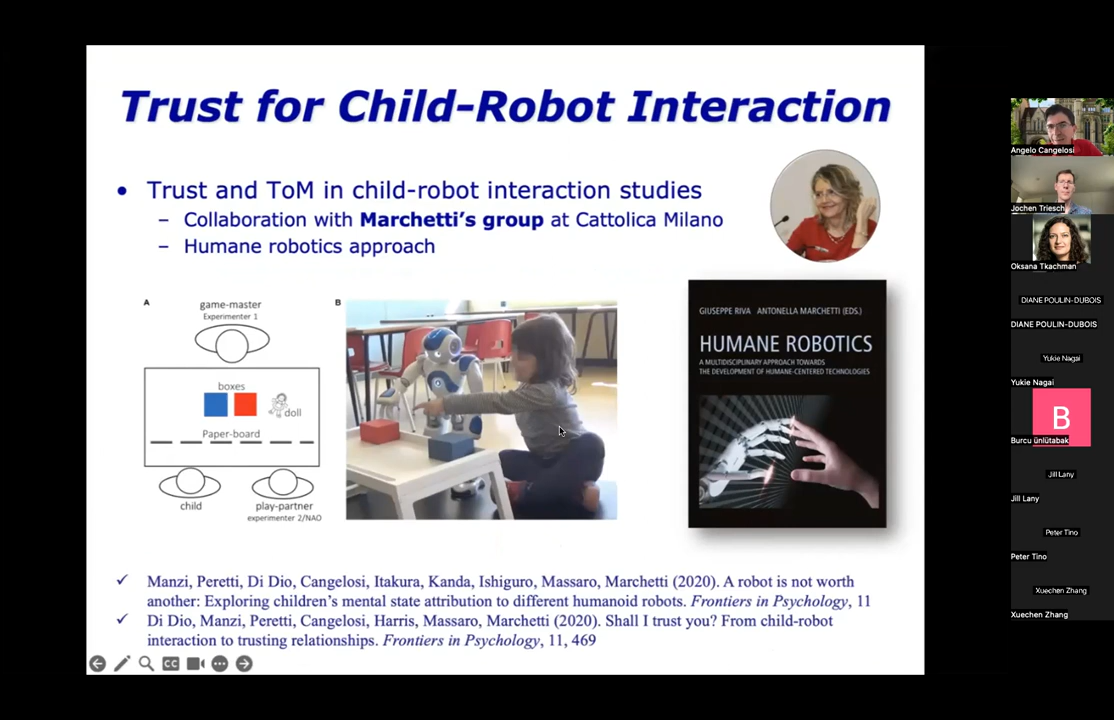 Trust for Child-Robot Interaction
• Trust and ToM in child-robot interaction studies
– Collaboration with Marchetti's group at Cattolica Milano
– Humane robotics approach
A
game-master
Experimenter 1
boxes
doll
Paper-board
child
play-partner
experimenter 2/NAO
B
GIUSEPPE RIVA ANTONELLA MARCHETTI (EDS.)
HUMANE ROBOTICS
A MULTIDISCIPLINARY APPROACH TOWARDS
THE DEVELOPMENT OF HUMANE-CENTERED TECHNOLOGIES
✓ Manzi, Peretti, Di Dio, Cangelosi, Itakura, Kanda, Ishiguro, Massaro, Marchetti (2020). A robot is not worth
another: Exploring children's mental state attribution to different humanoid robots. Frontiers in Psychology, 11
✓ Di Dio, Manzi, Peretti, Cangelosi, Harris, Massaro, Marchetti (2020). Shall I trust you? From child-robot
interaction to trusting relationships. Frontiers in Psychology, 11, 469
CC
Angelo Cangelosi
Jochen Triesch
Oksana Tkachman
DIANE POULIN-DUBOIS
DIANE POULIN-DUBOIS
Yukie Nagai
Yukie Nagai
B
Burcu ünlütabak
Jill Lany
Jill Lany
Peter Tino
Peter Tino
Xuechen Zhang
Xuechen Zhang